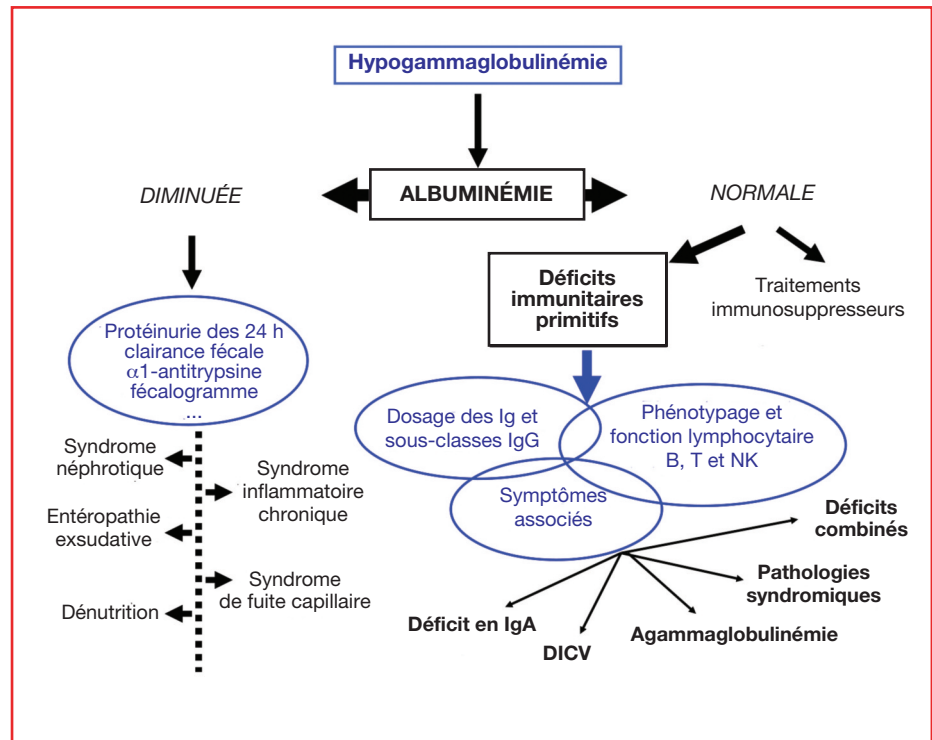 Hypogammaglobulinémie
ALBUMINÉMIE
DIMINUÉE
NORMALE
Protéinurie des 24 h
clairance fécale
α1-antitrypsine
fécalogramme
...
Syndrome
néphrotique
Syndrome
inflammatoire
chronique
Entéropathie
exsudative
Syndrome
de fuite capillaire
Dénutrition
Déficits
immunitaires
primitifs
Traitements
immunosuppresseurs
Dosage des Ig et
sous-classes IgG
Phénotypage et
fonction lymphocytaire
B, T et NK
Symptômes
associés
Déficits
combinés
Pathologies
syndromiques
Agammaglobulinémie
DICV
Déficit en IgA